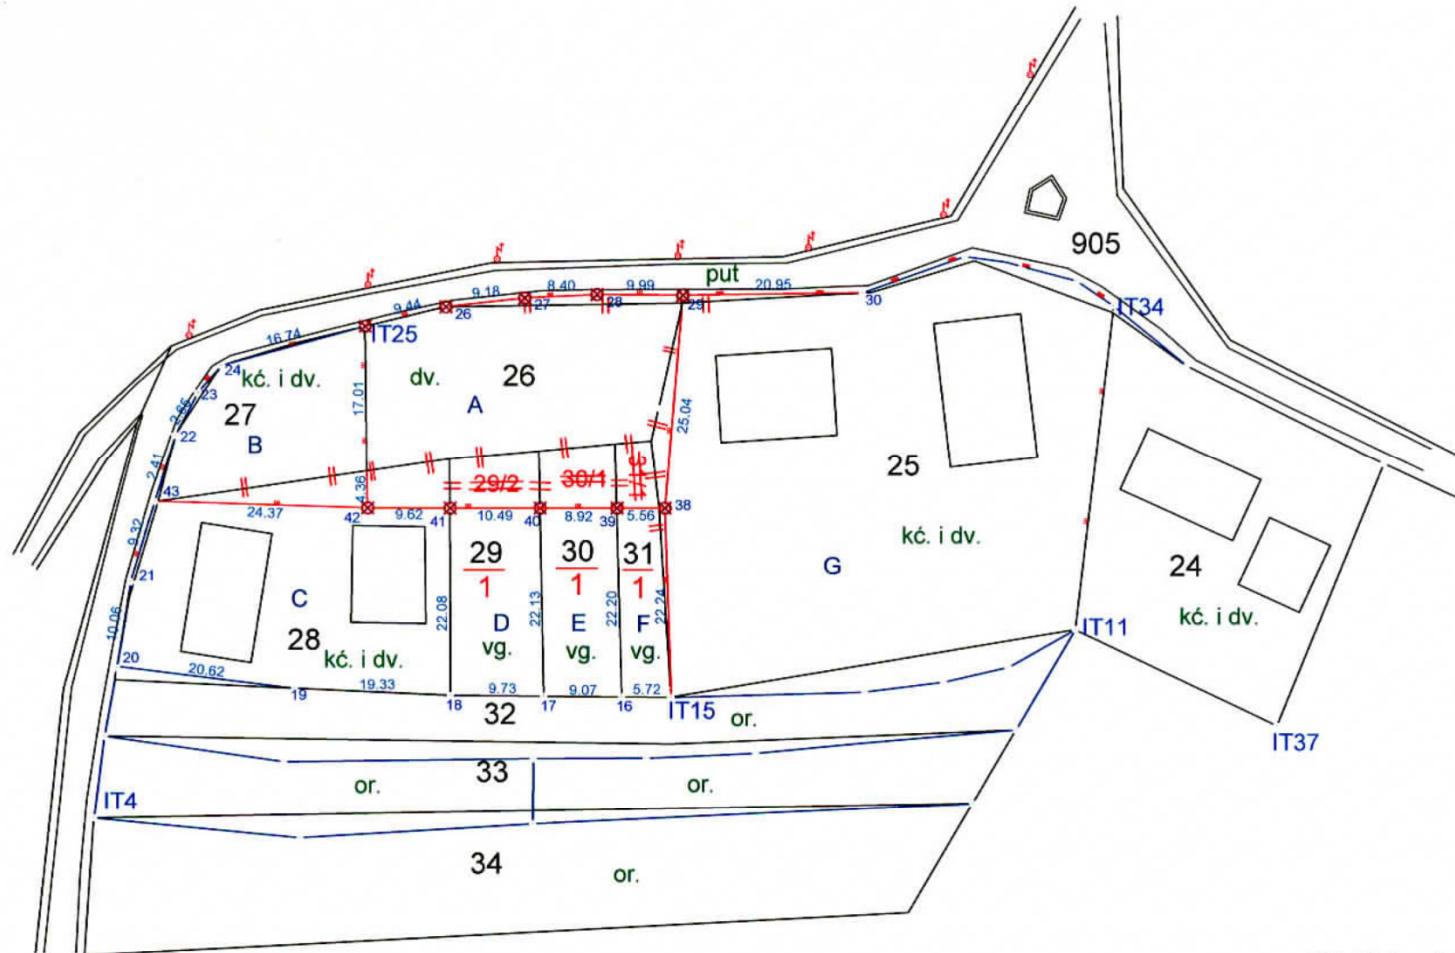 905
put
9.18
8.40
9.99
20.95
30
9.44
26
27
28
29
IT34
IT25
16.74
24
kć. i dv.
dv.
26
23
A
2.65
27
B
22
17.01
25.04
2.41
25
43
4.36
29/2
30/1
31/1
24.37
42
9.62
41
10.49
40
8.92
39
5.56
38
9.32
kć. i dv.
29
1
30
1
31
1
24
G
21
C
22.08
D
22.13
E
22.20
F
22.24
kć. i dv.
10.06
28
vg.
vg.
vg.
IT11
20
20.62
kć. i dv.
19
19.33
18
9.73
17
9.07
16
5.72
IT15
32
or.
IT37
33
or.
or.
IT4
34
or.